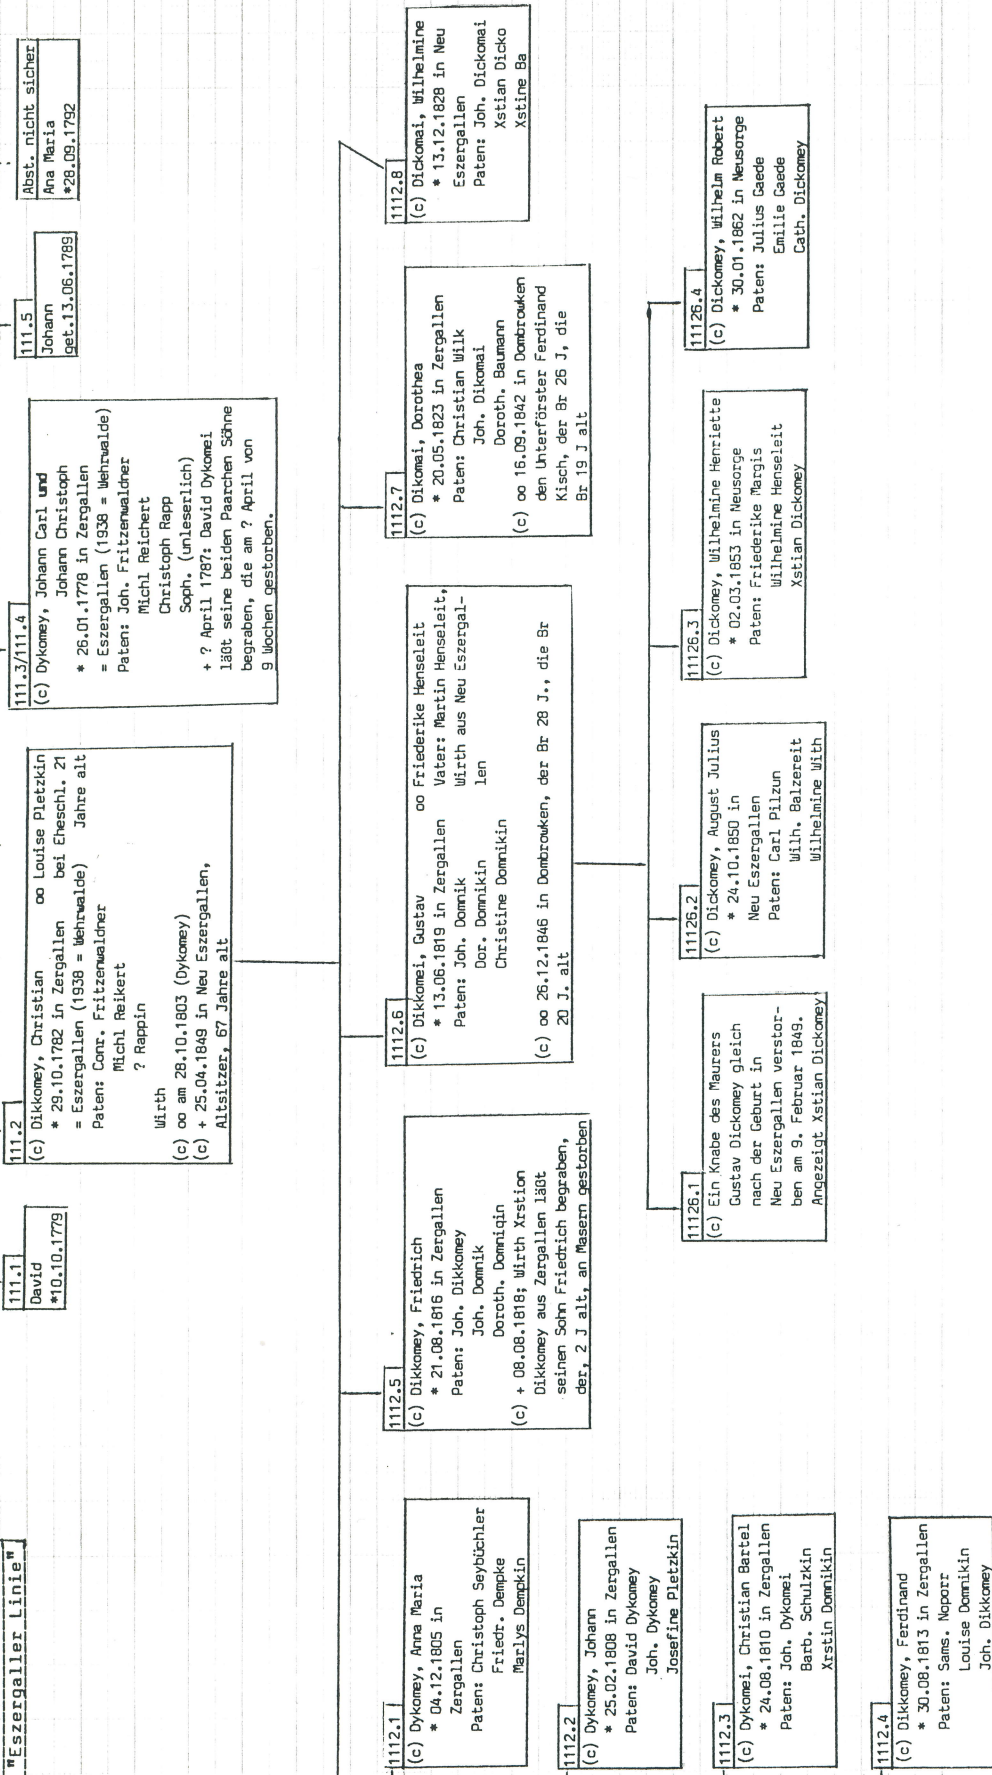 "Eszergaller Linie"
111.1
David
*10.10.1779
111.2
(c) Dikkomey, Christian oo Louise Pletzkin
* 29.10.1782 in Zergallen bei Eheschl. 21
= Eszergallen (1938 = Wehrwalde) Jahre alt
Paten: Conr. Fritzenwaldner
Michl Reikert
? Rappin
Wirth
(c) oo am 28.10.1803 (Dykomey)
(c) + 25.04.1849 in Neu Eszergallen,
Altsitzer, 67 Jahre alt
111.3/111.4
(c) Dykomey, Johann Carl und
Johann Christoph
* 26.01.1778 in Zergallen
= Eszergallen (1938 = Wehrwalde)
Paten: Joh. Fritzenwaldner
Michl Reichert
Christoph Rapp
Soph. (unleserlich)
+ ? April 1787: David Dykomei
läßt seine beiden Paarchen Söhne
begraben, die am ? April von
9 Wochen gestorben.
111.5
Johann
get.13.06.1789
Abst. nicht sicher
Ana Maria
*28.09.1792
1112.1
(c) Dykomey, Anna Maria
* 04.12.1805 in
Zergallen
Paten: Christoph Seybüchler
Friedr. Dempke
Marlys Dempkin
1112.2
(c) Dykomey, Johann
* 25.02.1808 in Zergallen
Paten: David Dykomey
Joh. Dykomey
Josefine Pletzkin
1112.3
(c) Dykomei, Christian Bartel
* 24.08.1810 in Zergallen
Paten: Joh. Dykomei
Barb. Schulzkin
Xrstin Domnikin
1112.4
(c) Dikkomey, Ferdinand
* 30.08.1813 in Zergallen
Paten: Sams. Noporr
Louise Domnikin
Joh. Dikkomey
1112.5
(c) Dikkomey, Friedrich
* 21.08.1816 in Zergallen
Paten: Joh. Dikkomey
Joh. Domnik
Doroth. Domniqin
(c) + 08.08.1818; Wirth Xrstion
Dikkomey aus Zergallen läßt
seinen Sohn Friedrich begraben,
der, 2 J alt, an Masern gestorben
1112.6
(c) Dikkomei, Gustav oo Friederike Henseleit
* 13.06.1819 in Zergallen Vater: Martin Henseleit,
Paten: Joh. Domnik Wirth aus Neu Eszergal-
Dor. Domnikin len
Christine Domnikin
(c) oo 26.12.1846 in Dombrowken, der Br 28 J., die Br
20 J. alt
1112.7
(c) Dikomai, Dorothea
* 20.05.1823 in Zergallen
Paten: Christian Wilk
Joh. Dikomai
Doroth. Baumann
(c) oo 16.09.1842 in Dombrowken
den Unterförster Ferdinand
Kisch, der Br 26 J, die
Br 19 J alt
1112.8
(c) Dickomai, Wilhelmine
* 13.12.1828 in Neu
Eszergallen
Paten: Joh. Dickomai
Xstian Dicko
Xstine Ba
11126.1
(c) Ein Knabe des Maurers
Gustav Dickomey gleich
nach der Geburt in
Neu Eszergallen verstor-
ben am 9. Februar 1849.
Angezeigt Xstian Dickomey
11126.2
(c) Dickomey, August Julius
* 24.10.1850 in
Neu Eszergallen
Paten: Carl Pilzun
Wilh. Balzereit
Wilhelmine With
11126.3
(c) Dickomey, Wilhelmine Henriette
* 02.03.1853 in Neusorge
Paten: Friederike Margis
Wilhelmine Henseleit
Xstian Dickomey
11126.4
(c) Dickomey, Wilhelm Robert
* 30.01.1862 in Neusorge
Paten: Julius Gaede
Emilie Gaede
Cath. Dickomey